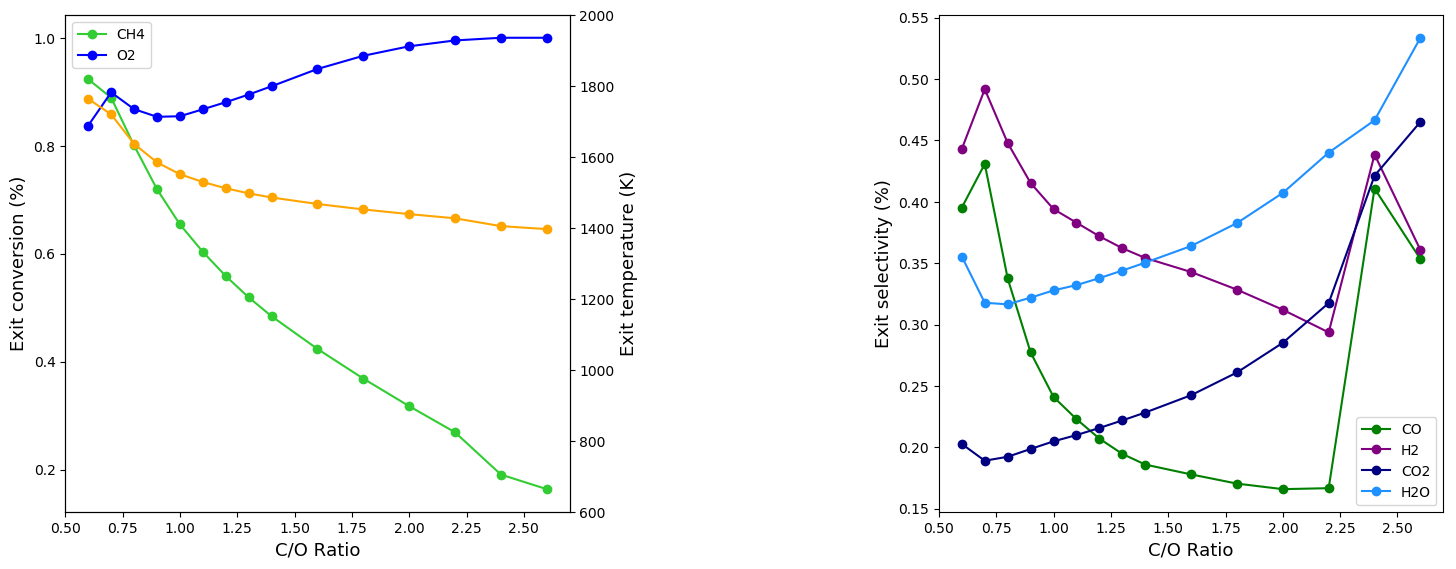 CH4
O2
1.0
0.8
0.6
0.4
0.2
Exit conversion (%)
2000
1800
1600
1400
1200
1000
800
600
Exit temperature (K)
0.50 0.75 1.00 1.25 1.50 1.75 2.00 2.25 2.50
C/O Ratio
0.55
0.50
0.45
0.40
0.35
0.30
0.25
0.20
0.15
Exit selectivity (%)
CO
H2
CO2
H2O
0.50 0.75 1.00 1.25 1.50 1.75 2.00 2.25 2.50
C/O Ratio